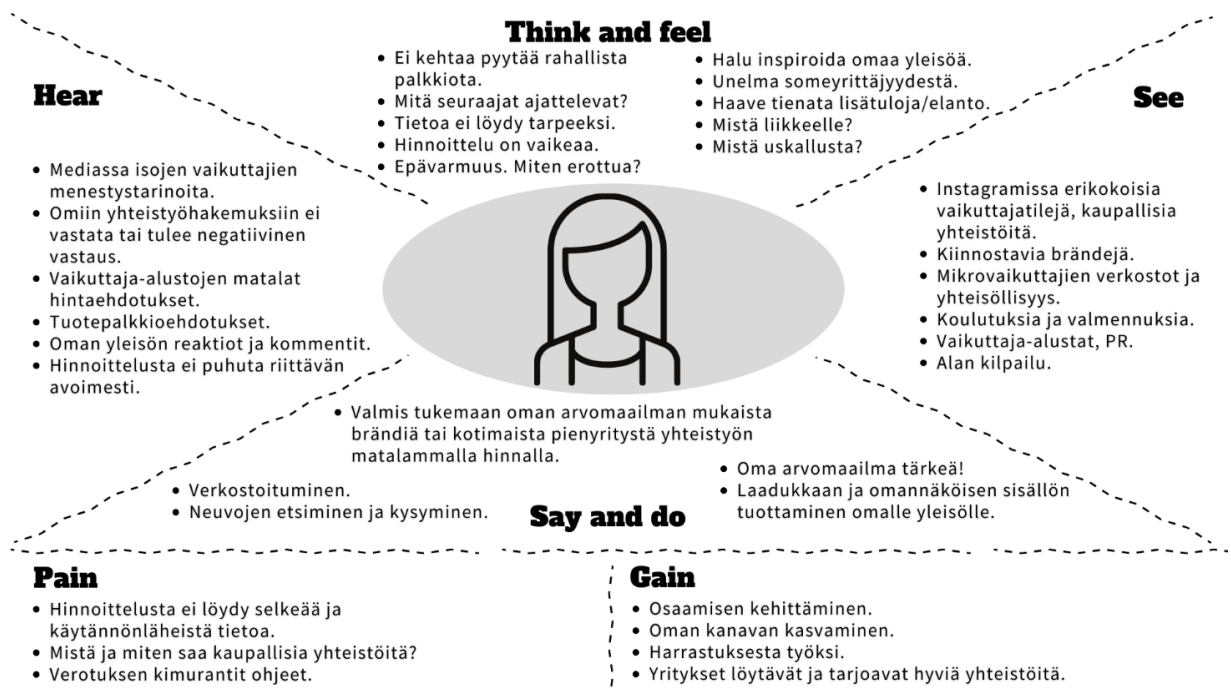 Think and feel
• Ei kehtaa pyytää rahallista
palkkiota.
• Mitä seuraajat ajattelevat?
• Tietoa ei löydy tarpeeksi.
• Hinnoittelu on vaikeaa.
• Epävarmuus. Miten erottua?
• Halu inspiroida omaa yleisöä.
• Unelma someyrittäjyydestä.
• Haave tienata lisätuloja/elanto.
• Mistä liikkeelle?
• Mistä uskallusta?
Hear
• Mediassa isojen vaikuttajien
menestystarinoita.
• Omiin yhteistyöhakemuksiin ei
vastata tai tulee negatiivinen
vastaus.
• Vaikuttaja-alustojen matalat
hintaehdotukset.
• Tuotepalkkioehdotukset.
• Oman yleisön reaktiot ja kommentit.
• Hinnoittelusta ei puhuta riittävän
avoimesti.
See
• Instagramissa erikokoisia
vaikuttajatilejä, kaupallisia
yhteistöitä.
• Kiinnostavia brändejä.
• Mikrovaikuttajien verkostot ja
yhteisöllisyys.
• Koulutuksia ja valmennuksia.
• Vaikuttaja-alustat, PR.
• Alan kilpailu.
• Valmis tukemaan oman arvomaailman mukaista
brändiä tai kotimaista pienyritystä yhteistyön
matalammalla hinnalla.
• Verkostoituminen.
• Neuvojen etsiminen ja kysyminen.
• Oma arvomaailma tärkeä!
• Laadukkaan ja omannäköisen sisällön
tuottaminen omalle yleisölle.
Say and do
Pain
• Hinnoittelusta ei löydy selkeää ja
käytännönläheistä tietoa.
• Mistä ja miten saa kaupallisia yhteistöitä?
• Verotuksen kimurantit ohjeet.
Gain
• Osaamisen kehittäminen.
• Oman kanavan kasvaminen.
• Harrastuksesta työksi.
• Yritykset löytävät ja tarjoavat hyviä yhteistöitä.